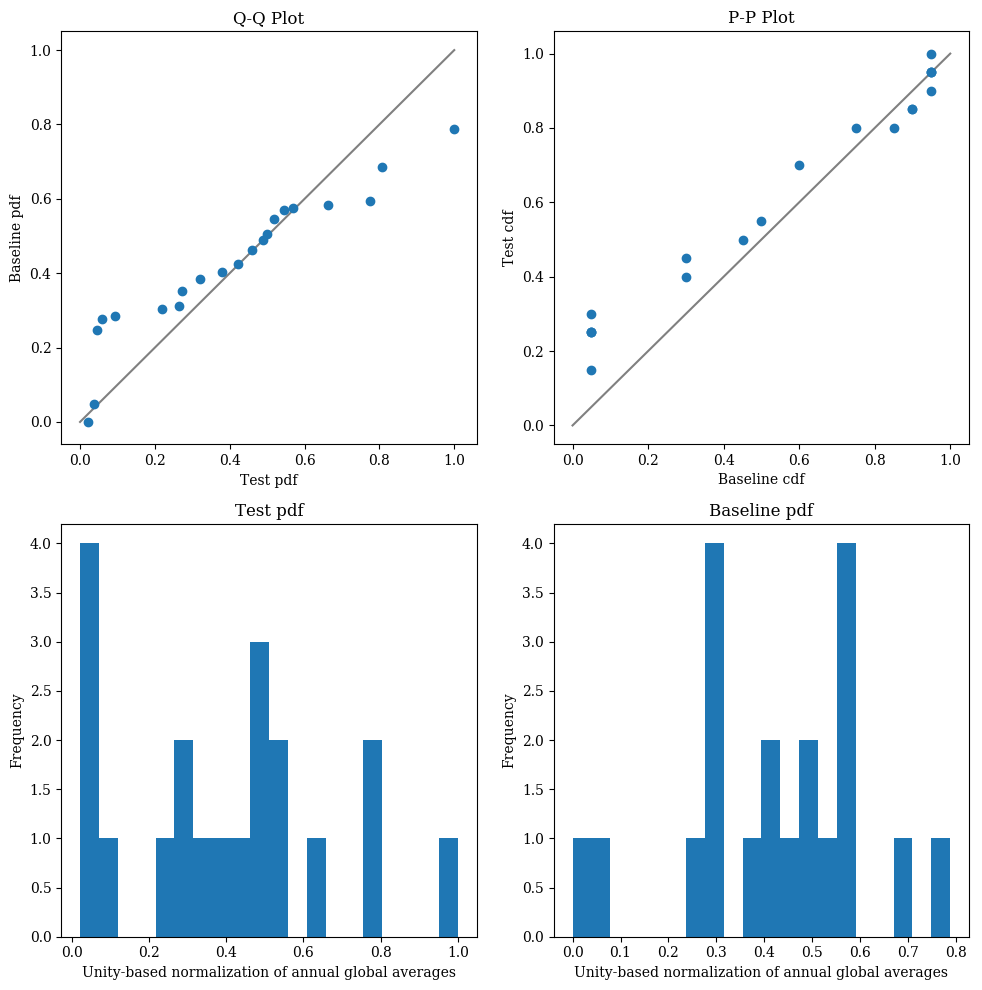 Q-Q Plot
1.0
0.8
0.6
0.4
0.2
0.0
Baseline pdf
0.0 0.2 0.4 0.6 0.8 1.0
Test pdf
P-P Plot
1.0
0.8
0.6
0.4
0.2
0.0
Test cdf
0.0 0.2 0.4 0.6 0.8 1.0
Baseline cdf
Test pdf
4.0
3.5
3.0
2.5
2.0
1.5
1.0
0.5
0.0
Frequency
0.0 0.2 0.4 0.6 0.8 1.0
Unity-based normalization of annual global averages
Baseline pdf
4.0
3.5
3.0
2.5
2.0
1.5
1.0
0.5
0.0
Frequency
0.0 0.1 0.2 0.3 0.4 0.5 0.6 0.7 0.8
Unity-based normalization of annual global averages